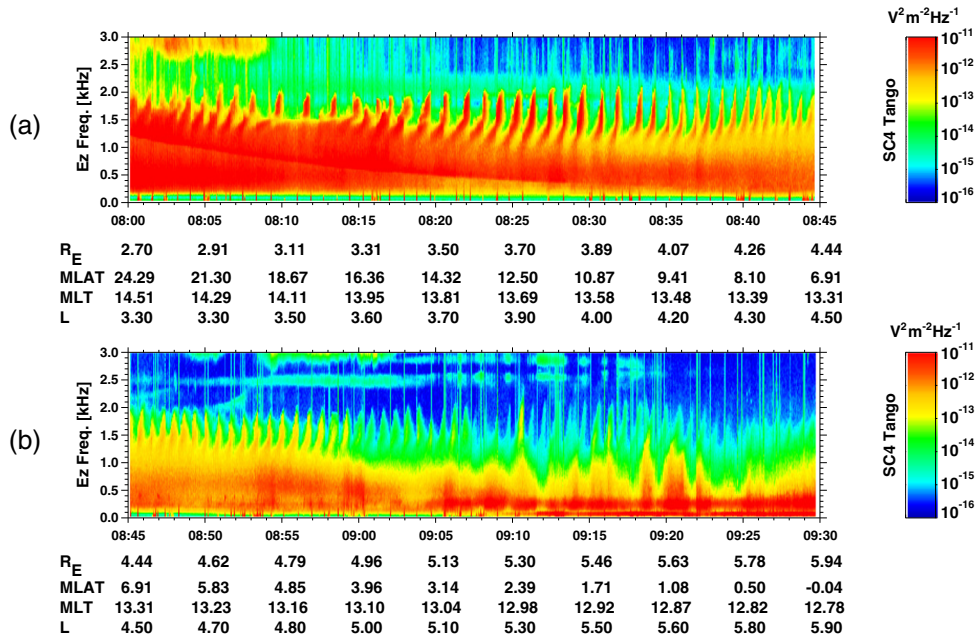 V²m⁻²Hz⁻¹
(a)
Ez Freq. [kHz]
3.0
2.5
2.0
1.5
1.0
0.5
0.0
10⁻¹¹
10⁻¹²
10⁻¹³
10⁻¹⁴
10⁻¹⁵
10⁻¹⁶
SC4 Tango
08:00 08:05 08:10 08:15 08:20 08:25 08:30 08:35 08:40 08:45
R_E 2.70 2.91 3.11 3.31 3.50 3.70 3.89 4.07 4.26 4.44
MLAT 24.29 21.30 18.67 16.36 14.32 12.50 10.87 9.41 8.10 6.91
MLT 14.51 14.29 14.11 13.95 13.81 13.69 13.58 13.48 13.39 13.31
L 3.30 3.30 3.50 3.60 3.70 3.90 4.00 4.20 4.30 4.50
V²m⁻²Hz⁻¹
(b)
Ez Freq. [kHz]
3.0
2.5
2.0
1.5
1.0
0.5
0.0
10⁻¹¹
10⁻¹²
10⁻¹³
10⁻¹⁴
10⁻¹⁵
10⁻¹⁶
SC4 Tango
08:45 08:50 08:55 09:00 09:05 09:10 09:15 09:20 09:25 09:30
R_E 4.44 4.62 4.79 4.96 5.13 5.30 5.46 5.63 5.78 5.94
MLAT 6.91 5.83 4.85 3.96 3.14 2.39 1.71 1.08 0.50 -0.04
MLT 13.31 13.23 13.16 13.10 13.04 12.98 12.92 12.87 12.82 12.78
L 4.50 4.70 4.80 5.00 5.10 5.30 5.50 5.60 5.80 5.90